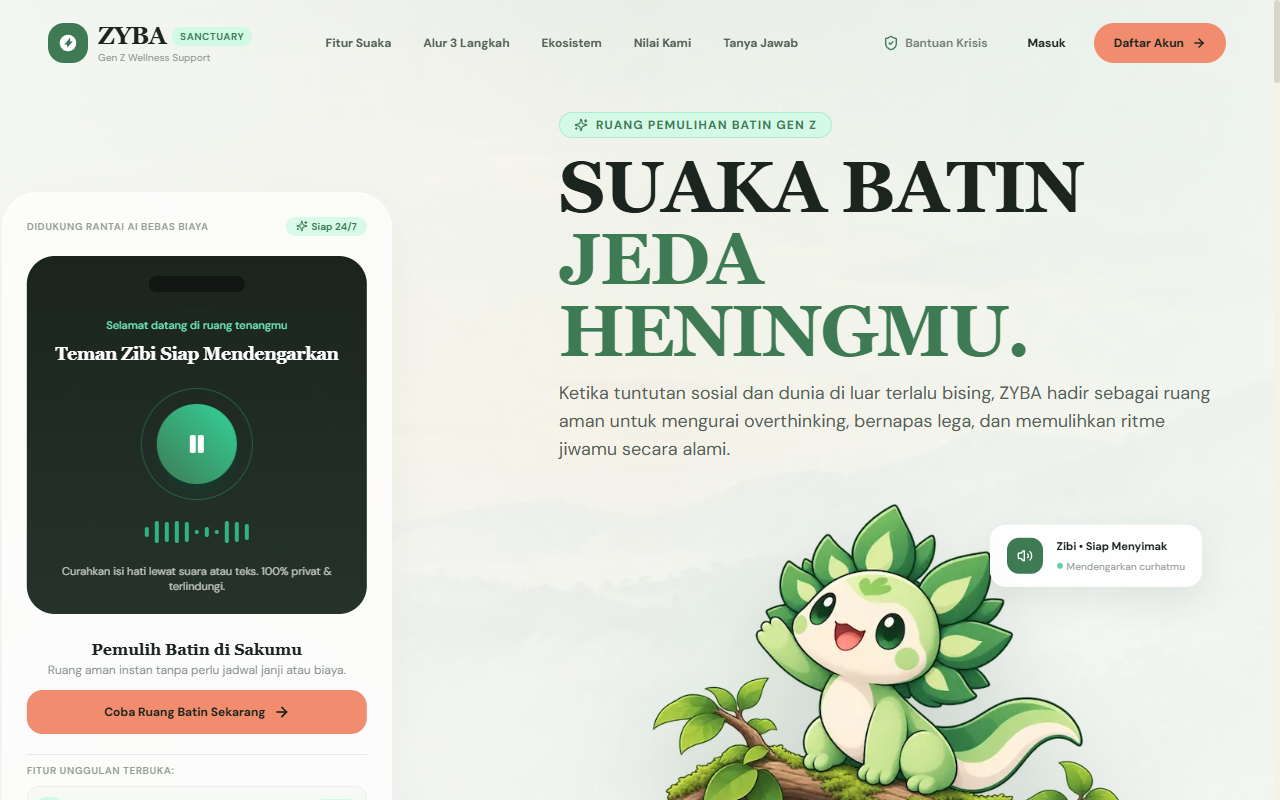 ZYBA SANCTUARY
Gen Z Wellness Support
Fitur Suaka
Alur 3 Langkah
Ekosistem
Nilai Kami
Tanya Jawab
Bantuan Krisis
Masuk
Daftar Akun
RUANG PEMULIHAN BATIN GEN Z
SUAKA BATIN
JEDA
HENINGMU.
Ketika tuntutan sosial dan dunia di luar terlalu bising, ZYBA hadir sebagai ruang
aman untuk mengurai overthinking, bernapas lega, dan memulihkan ritme
jiwamu secara alami.
DIDUKUNG RANTAI AI BEBAS BIAYA
Siap 24/7
Selamat datang di ruang tenangmu
Teman Zibi Siap Mendengarkan
Curahkan isi hati lewat suara atau teks. 100% privat &
terlindungi.
Pemulih Batin di Sakumu
Ruang aman instan tanpa perlu jadwal janji atau biaya.
Coba Ruang Batin Sekarang
FITUR UNGGULAN TERBUKA:
Zibi • Siap Menyimak
Mendengarkan curhatmu